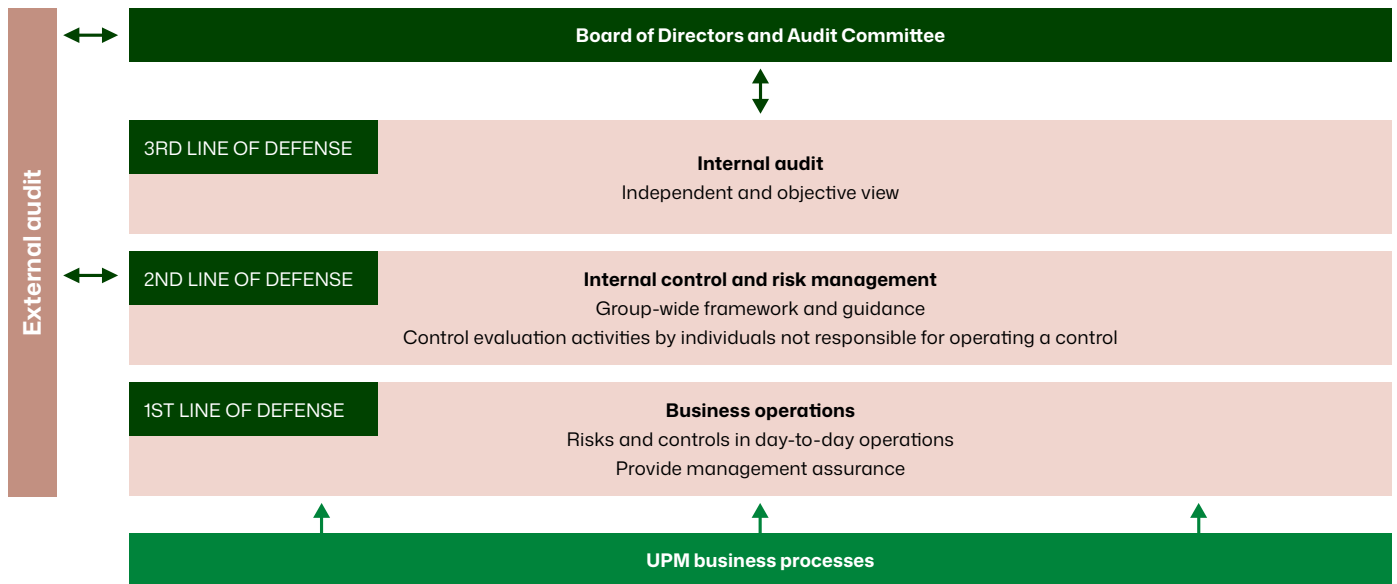 External audit
Board of Directors and Audit Committee
3RD LINE OF DEFENSE
Internal audit
Independent and objective view
2ND LINE OF DEFENSE
Internal control and risk management
Group-wide framework and guidance
Control evaluation activities by individuals not responsible for operating a control
1ST LINE OF DEFENSE
Business operations
Risks and controls in day-to-day operations
Provide management assurance
UPM business processes